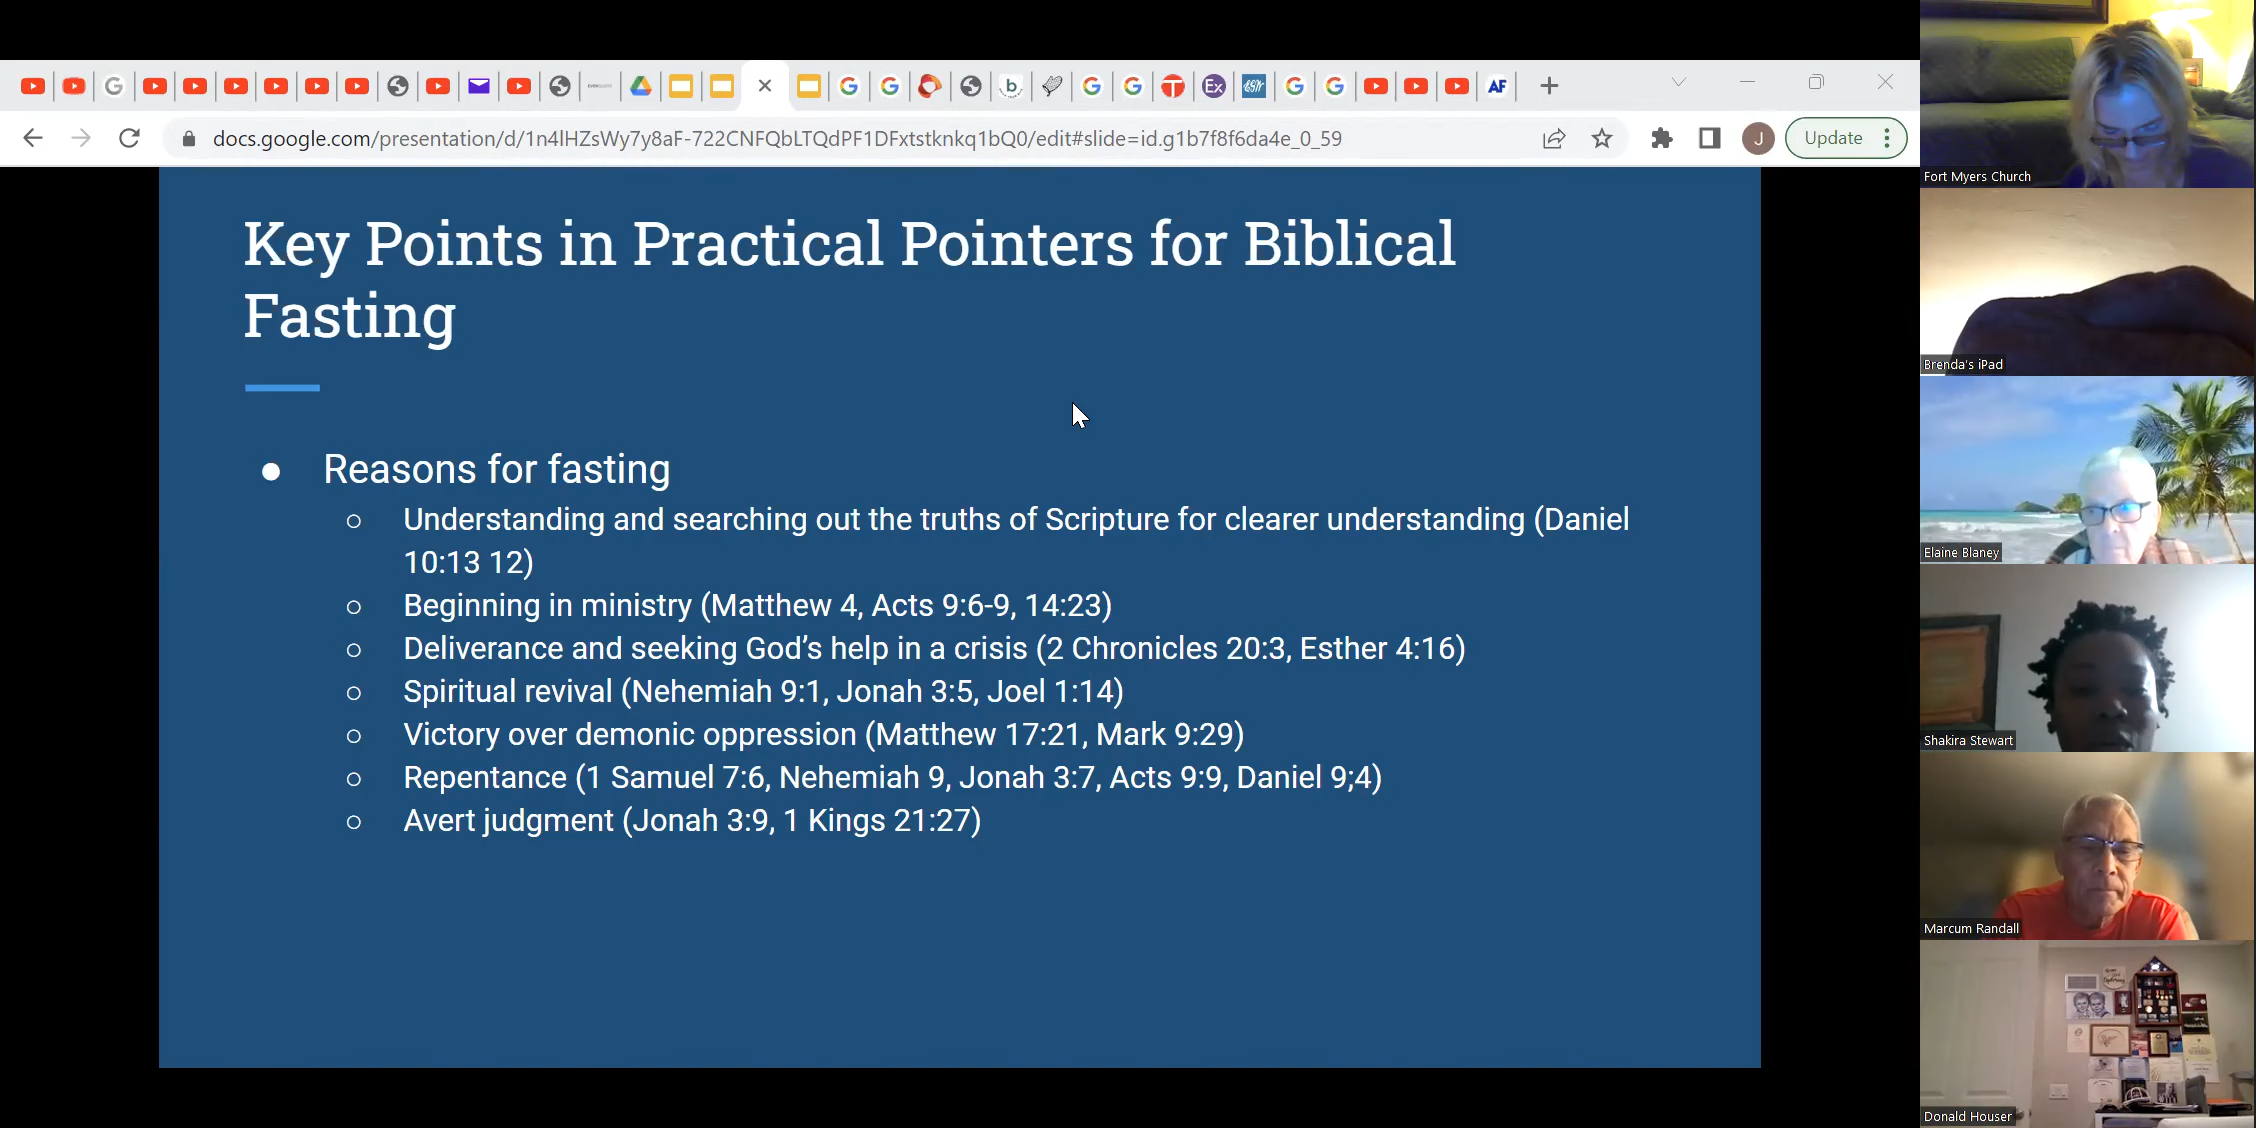 docs.google.com/presentation/d/1n4lHZsWy7y8aF-722CNFQbLTQdPF1DFxtstknkq1bQ0/edit#slide=id.g1b7f8f6da4e_0_59
J
Update
Key Points in Practical Pointers for Biblical
Fasting
● Reasons for fasting
○ Understanding and searching out the truths of Scripture for clearer understanding (Daniel
10:13 12)
○ Beginning in ministry (Matthew 4, Acts 9:6-9, 14:23)
○ Deliverance and seeking God’s help in a crisis (2 Chronicles 20:3, Esther 4:16)
○ Spiritual revival (Nehemiah 9:1, Jonah 3:5, Joel 1:14)
○ Victory over demonic oppression (Matthew 17:21, Mark 9:29)
○ Repentance (1 Samuel 7:6, Nehemiah 9, Jonah 3:7, Acts 9:9, Daniel 9;4)
○ Avert judgment (Jonah 3:9, 1 Kings 21:27)
Fort Myers Church
Brenda's iPad
Elaine Blaney
Shakira Stewart
Marcum Randall
Donald Houser